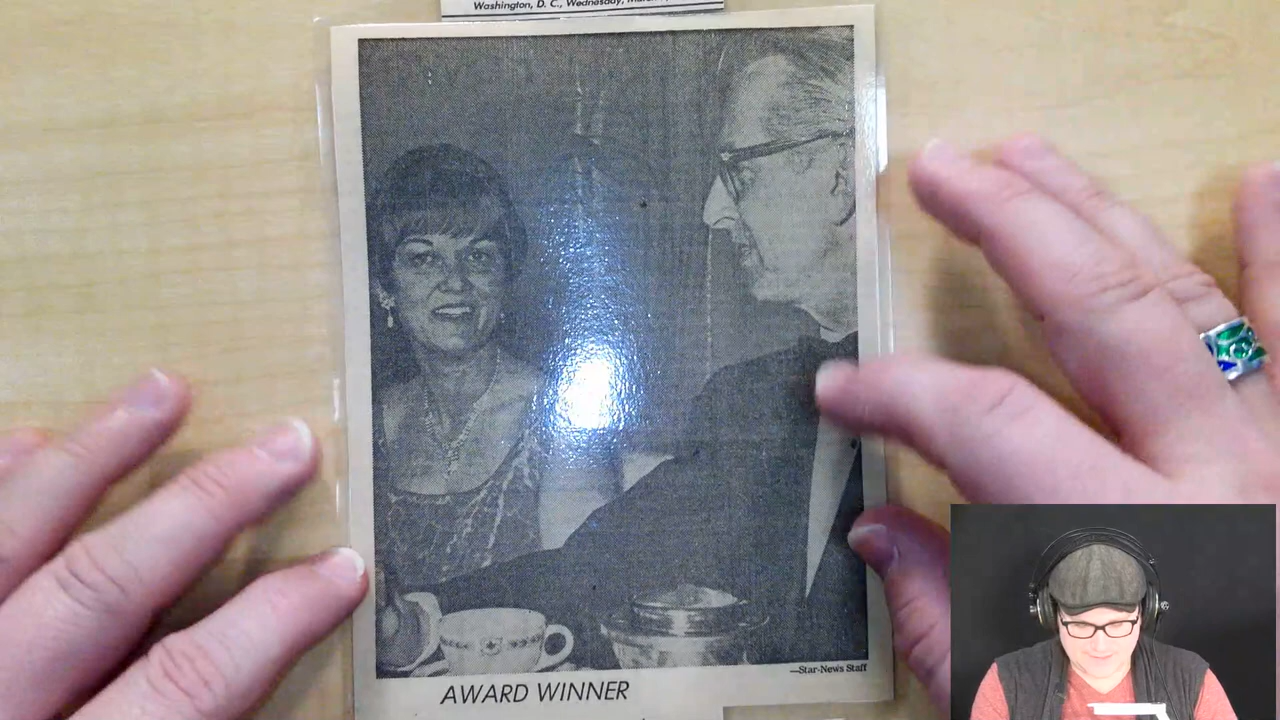 Washington, D. C., Wednesday,
—Star-News Staff
AWARD WINNER